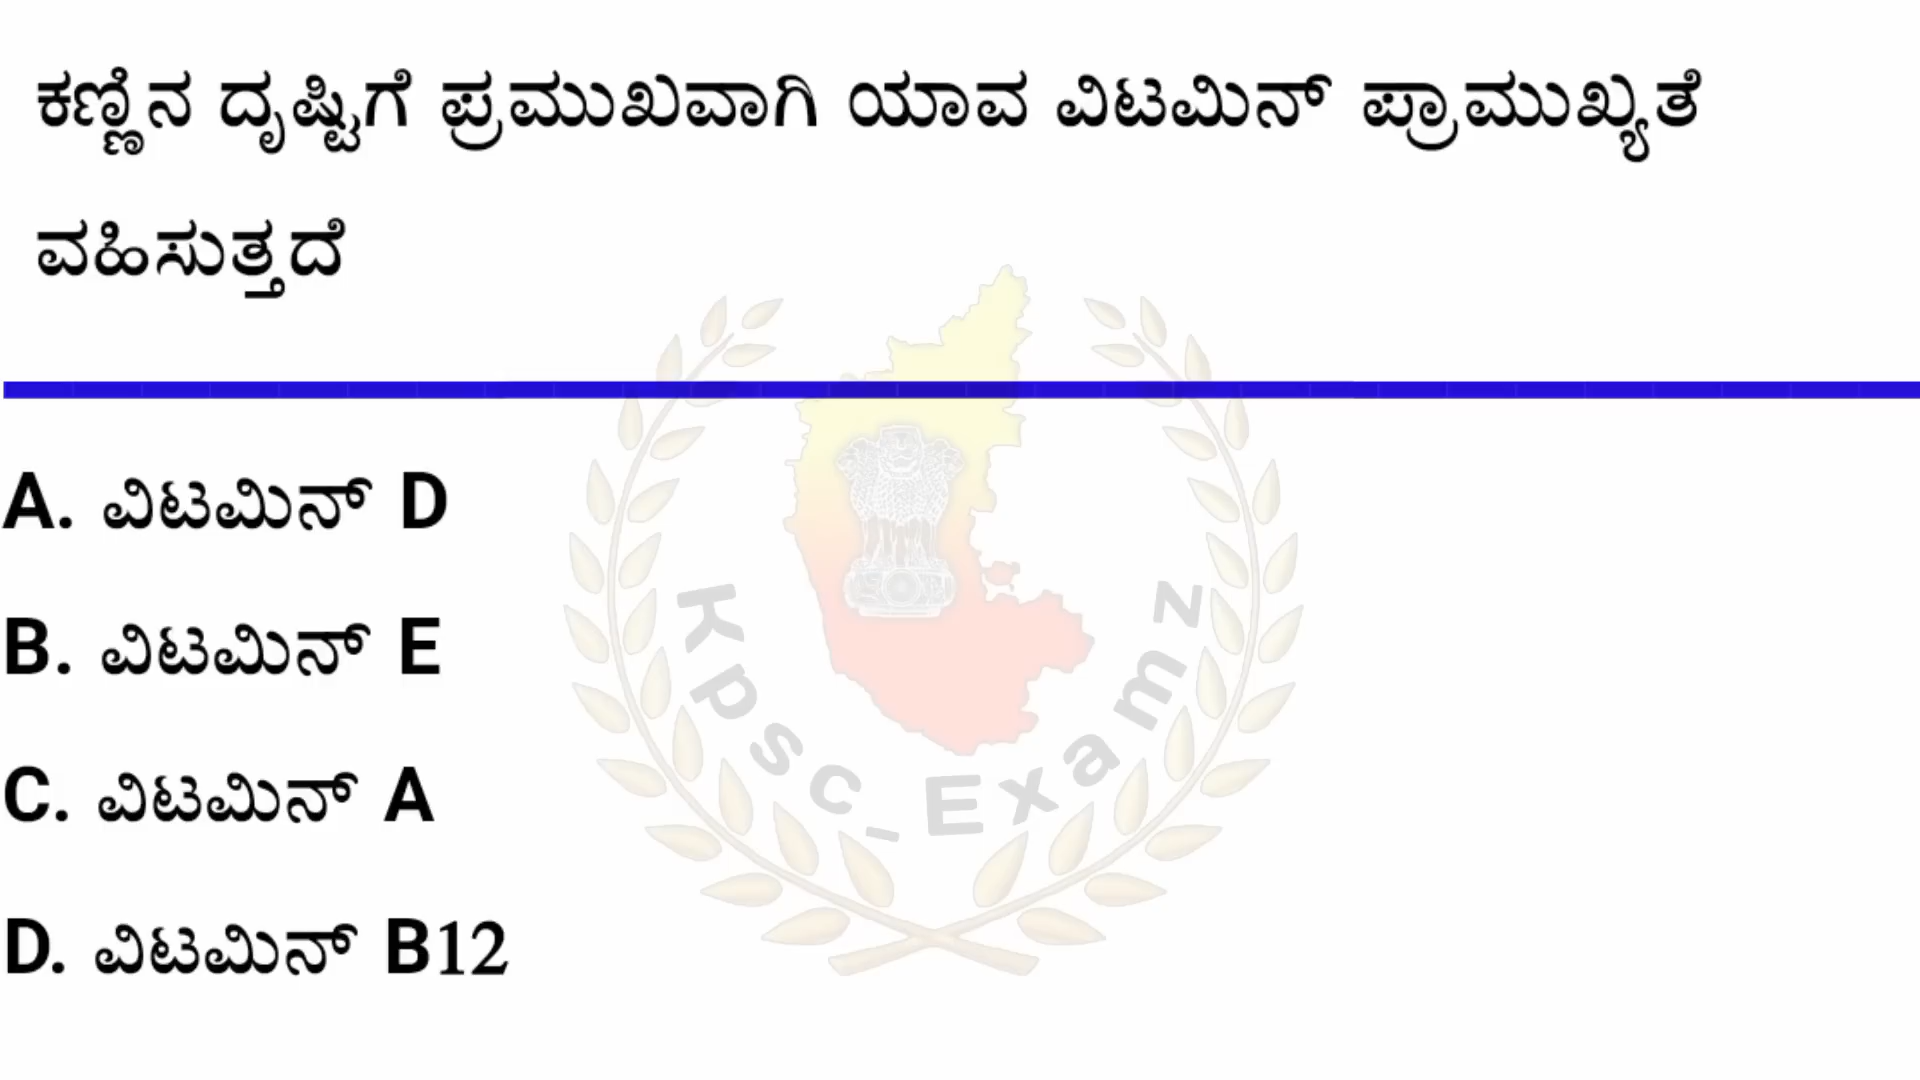 ಕಣ್ಣಿನ ದೃಷ್ಟಿಗೆ ಪ್ರಮುಖವಾಗಿ ಯಾವ ವಿಟಮಿನ್ ಪ್ರಾಮುಖ್ಯತೆ
ವಹಿಸುತ್ತದೆ
A. ವಿಟಮಿನ್ D
B. ವಿಟಮಿನ್ E
C. ವಿಟಮಿನ್ A
D. ವಿಟಮಿನ್ B12
Kpsc_Examz